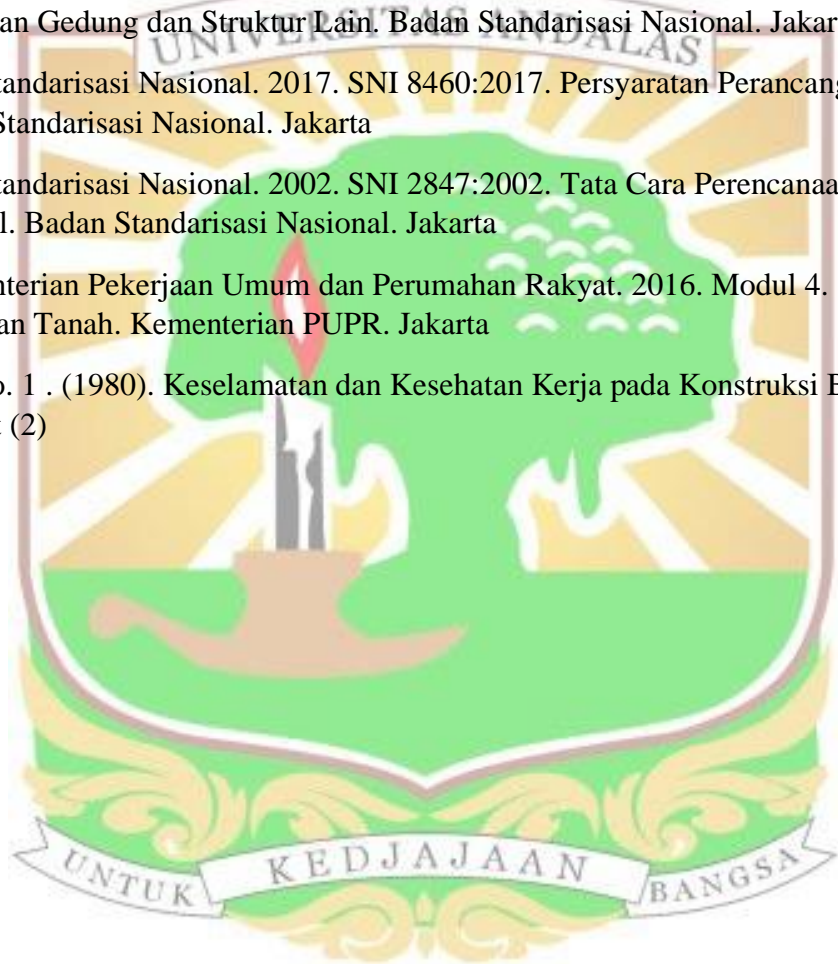 an Gedung dan Struktur Lain. Badan Standarisasi Nasional. Jakar
UNIVERSITAS ANDALAS
tandarisasi Nasional. 2017. SNI 8460:2017. Persyaratan Perancang
Standarisasi Nasional. Jakarta
tandarisasi Nasional. 2002. SNI 2847:2002. Tata Cara Perencanaa
l. Badan Standarisasi Nasional. Jakarta
nterian Pekerjaan Umum dan Perumahan Rakyat. 2016. Modul 4.
an Tanah. Kementerian PUPR. Jakarta
o. 1 . (1980). Keselamatan dan Kesehatan Kerja pada Konstruksi B
t (2)
UNTUK KEDJAJAAN BANGSA